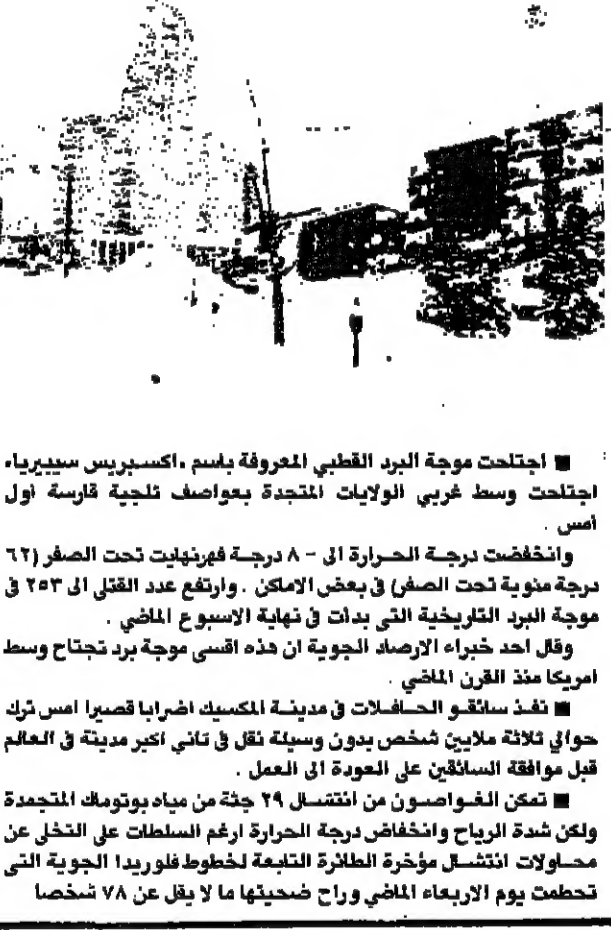 ■ اجتلحت موجة البرد القطبي المعروفة باسم «اكسبريس سيبيريا»
اجتلحت وسط غربي الولايات المتحدة بعواصف ثلجية قارسة اول
امس .
وانخفضت درجة الحرارة الى - ٨ درجة فهرنهايت تحت الصفر (٦٢
درجة منوية تحت الصفر) في بعض الاماكن . وارتفع عدد القتلى الى ٢٥٣ في
موجة البرد التاريخية التى بدأت في نهاية الاسبوع الماضي .
وقال احد خبراء الارصاد الجوية ان هذه اقسى موجة برد تجتاح وسط
امريكا منذ القرن الماضي .
■ نفذ سائقو الحافلات في مدينة المكسيك اضرابا قصيرا امس ترك
حوالي ثلاثة ملايين شخص بدون وسيلة نقل في ثاني اكبر مدينة في العالم
قبل موافقة السائقين على العودة الى العمل .
■ تمكن الغواصون من انتشال ٢٩ جثة من مياه بوتوماك المتجمدة
ولكن شدة الرياح وانخفاض درجة الحرارة ارغم السلطات على التخلى عن
محاولات انتشال مؤخرة الطائرة التابعة لخطوط فلوريدا الجوية التى
تحطمت يوم الاربعاء الماضي وراح ضحيتها ما لا يقل عن ٧٨ شخصا